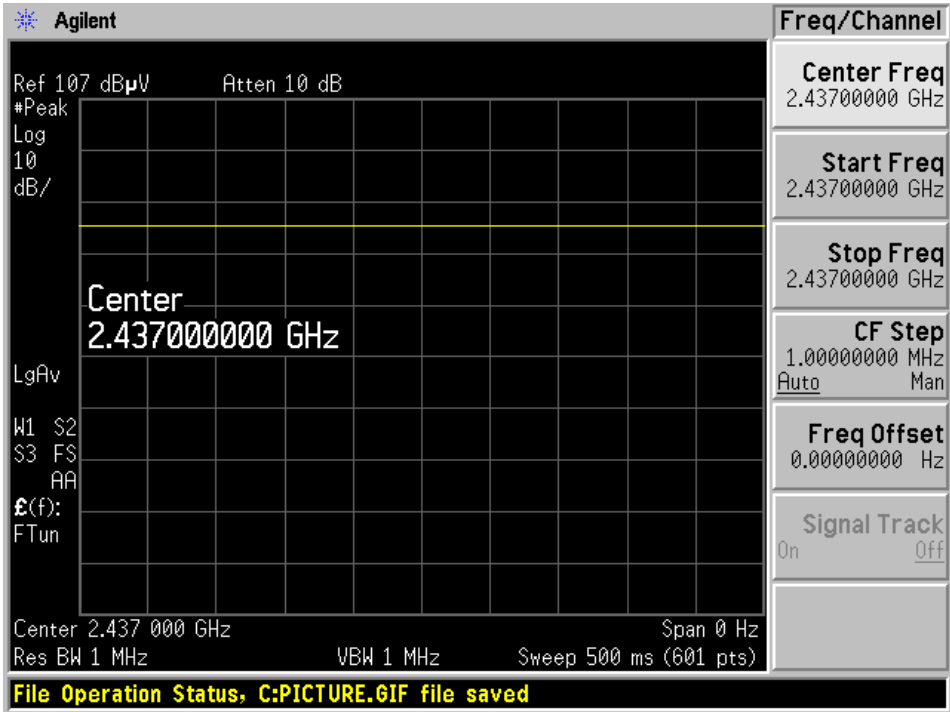 Agilent
Freq/Channel
Ref 107 dBµV Atten 10 dB
#Peak
Log
10
dB/
Center
2.437000000 GHz
LgAv
W1 S2
S3 FS
AA
£(f):
FTun
Center 2.437 000 GHz Span 0 Hz
Res BW 1 MHz VBW 1 MHz Sweep 500 ms (601 pts)
File Operation Status, C:PICTURE.GIF file saved
Center Freq
2.43700000 GHz
Start Freq
2.43700000 GHz
Stop Freq
2.43700000 GHz
CF Step
1.00000000 MHz
Auto Man
Freq Offset
0.00000000 Hz
Signal Track
On Off